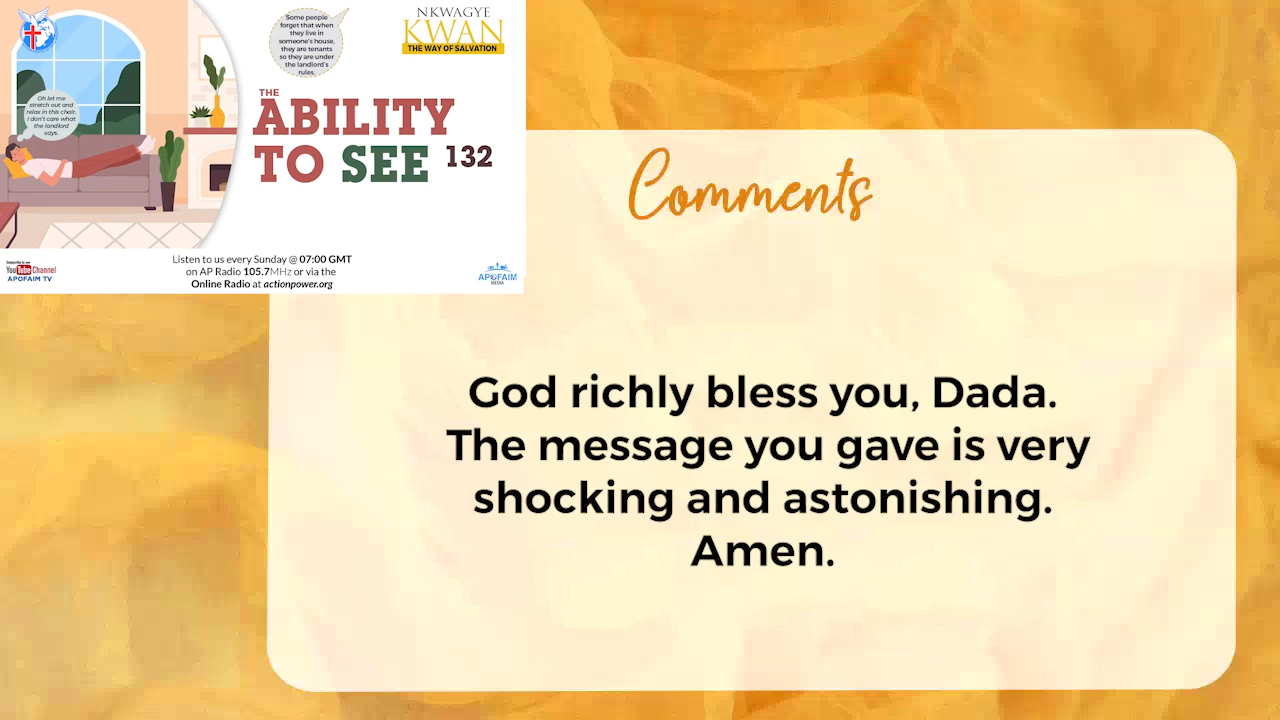 Some people
forget that when
they live in
someone's house,
they are tenants
so they are under
the landlord's
rules.
NKWAGYE
KWAN
THE WAY OF SALVATION
Oh let me
stretch out and
relax in this chair.
I don't care what
the landlord
says.
THE
ABILITY
TO SEE 132
Listen to us every Sunday @ 07:00 GMT
on AP Radio 105.7MHz or via the
Online Radio at actionpower.org
Subscribe to our
YouTube Channel
APOFAIM TV
APOFAIM
MEDIA
Comments
God richly bless you, Dada.
The message you gave is very
shocking and astonishing.
Amen.